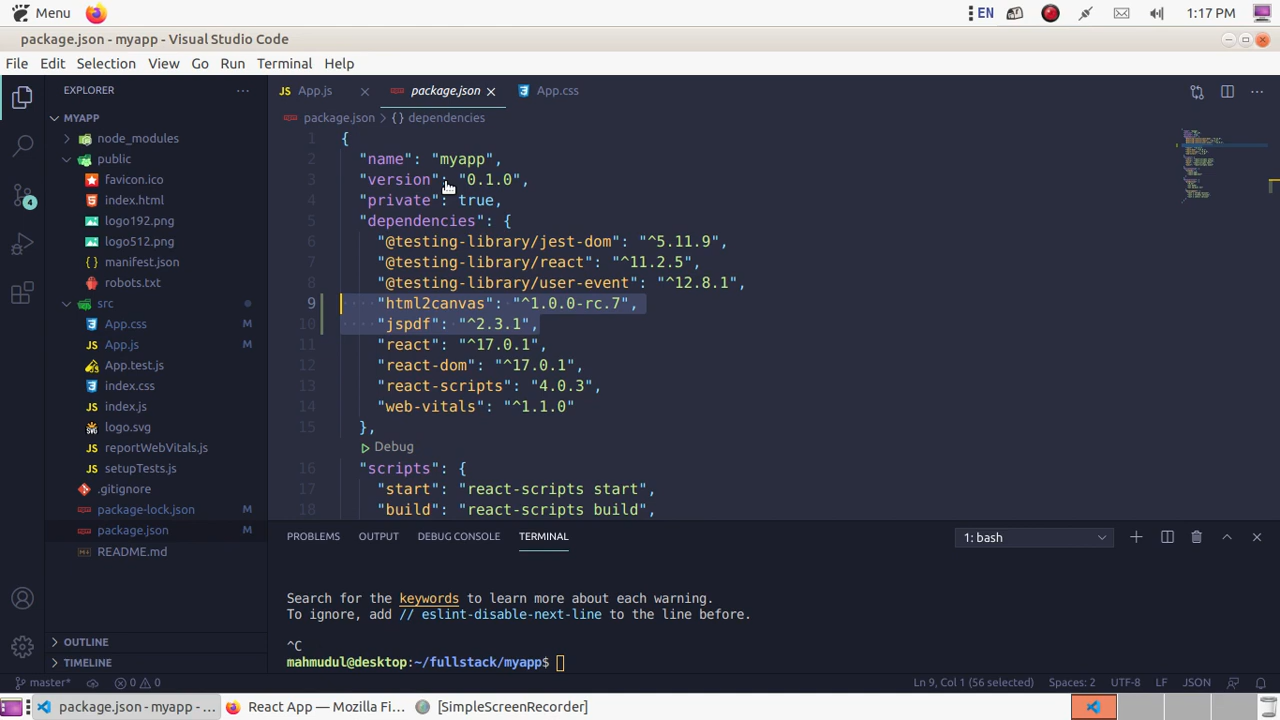 Menu
EN
1:17 PM
package.json - myapp - Visual Studio Code
File Edit Selection View Go Run Terminal Help
EXPLORER
App.js
package.json
App.css
MYAPP
package.json › {} dependencies
node_modules
public
favicon.ico
index.html
logo192.png
logo512.png
manifest.json
robots.txt
src
App.css
App.js
App.test.js
index.css
index.js
logo.svg
reportWebVitals.js
setupTests.js
.gitignore
package-lock.json M
package.json M
README.md
4
OUTLINE
TIMELINE
1 {
2 "name": "myapp",
3 "version": "0.1.0",
4 "private": true,
5 "dependencies": {
6 "@testing-library/jest-dom": "^5.11.9",
7 "@testing-library/react": "^11.2.5",
8 "@testing-library/user-event": "^12.8.1",
9 "html2canvas": "^1.0.0-rc.7",
10 "jspdf": "^2.3.1",
11 "react": "^17.0.1",
12 "react-dom": "^17.0.1",
13 "react-scripts": "4.0.3",
14 "web-vitals": "^1.1.0"
15 },
Debug
16 "scripts": {
17 "start": "react-scripts start",
18 "build": "react-scripts build",
PROBLEMS OUTPUT DEBUG CONSOLE TERMINAL
1: bash
Search for the keywords to learn more about each warning.
To ignore, add // eslint-disable-next-line to the line before.
^C
mahmudul@desktop:~/fullstack/myapp$
master* 0 0
Ln 9, Col 1 (56 selected) Spaces: 2 UTF-8 LF JSON
package.json - myapp - ...
React App — Mozilla Fi...
[SimpleScreenRecorder]